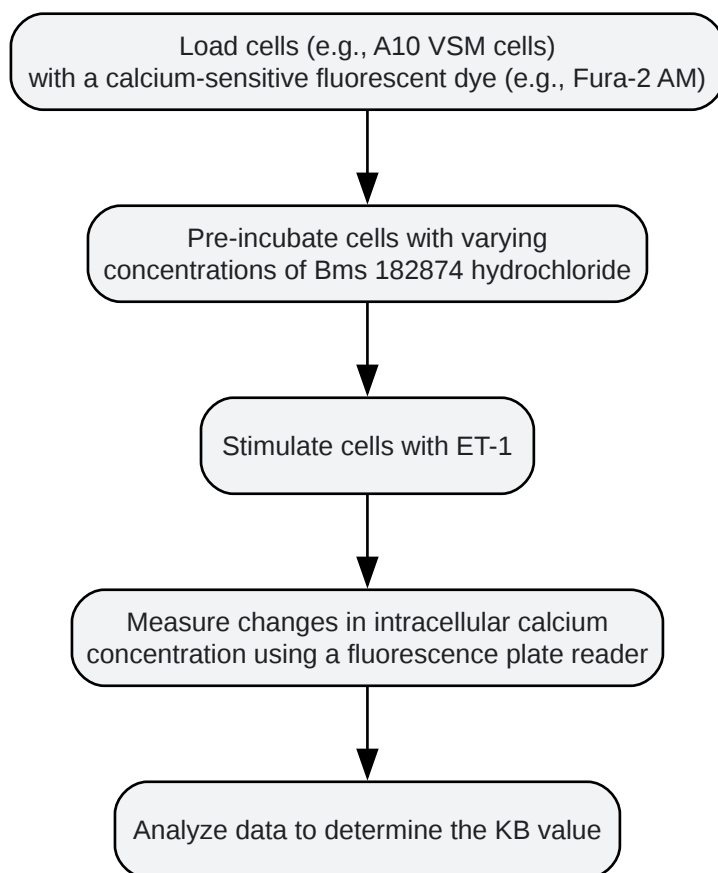 Load cells (e.g., A10 VSM cells)
with a calcium-sensitive fluorescent dye (e.g., Fura-2 AM)
Pre-incubate cells with varying
concentrations of Bms 182874 hydrochloride
Stimulate cells with ET-1
Measure changes in intracellular calcium
concentration using a fluorescence plate reader
Analyze data to determine the KB value